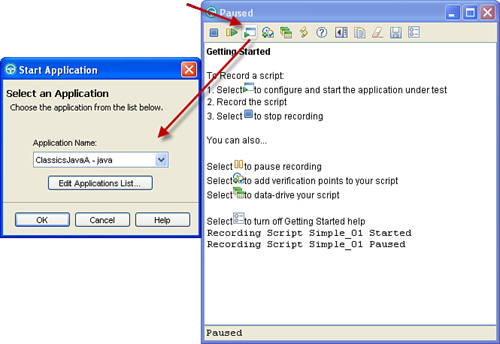 Paused
Getting Started
To Record a script:
1. Select to configure and start the application under test
2. Record the script
3. Select to stop recording
You can also...
Select to pause recording
Select to add verification points to your script
Select to data-drive your script
Select to turn off Getting Started help
Recording Script Simple_01 Started
Recording Script Simple_01 Paused
Paused
Start Application
Select an Application
Choose the application from the list below.
Application Name:
ClassicsJavaA - java
Edit Applications List...
OK Cancel Help